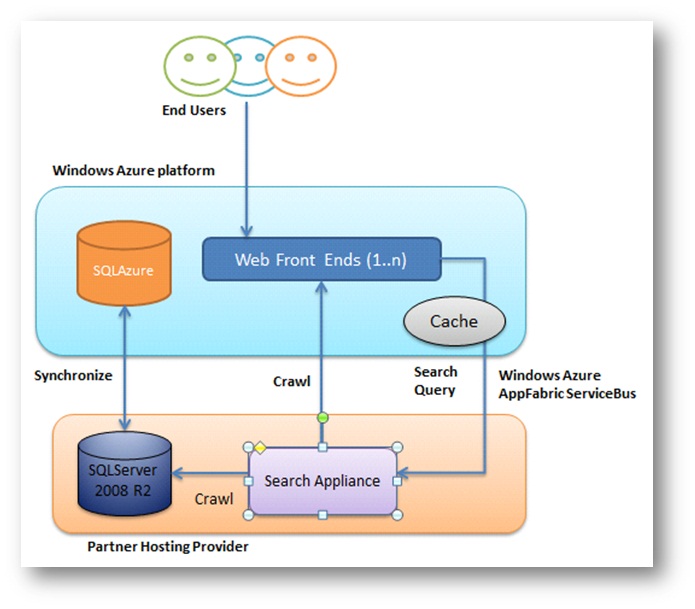 End Users
Windows Azure platform
SQLAzure
Web Front Ends (1..n)
Cache
Synchronize
Crawl
Search
Query
Windows Azure
AppFabric ServiceBus
SQLServer
2008 R2
Crawl
Search Appliance
Partner Hosting Provider